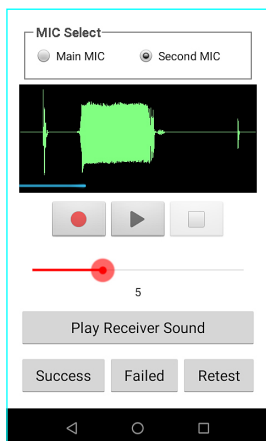 MIC Select
Main MIC Second MIC
5
Play Receiver Sound
Success Failed Retest